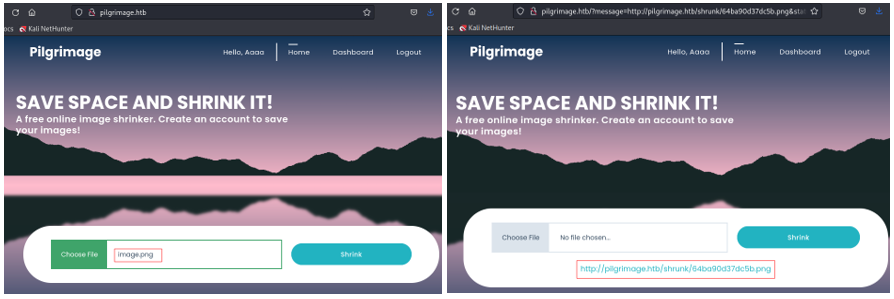 pilgrimage.htb
ocs Kali NetHunter
Pilgrimage
Hello, Aaaa Home Dashboard Logout
SAVE SPACE AND SHRINK IT!
A free online image shrinker. Create an account to save
your images!
Choose File image.png Shrink
pilgrimage.htb/?message=http://pilgrimage.htb/shrunk/64ba90d37dc5b.png&stat
cs Kali NetHunter
Pilgrimage
Hello, Aaaa Home Dashboard Logout
SAVE SPACE AND SHRINK IT!
A free online image shrinker. Create an account to save
your images!
Choose File No file chosen... Shrink
http://pilgrimage.htb/shrunk/64ba90d37dc5b.png